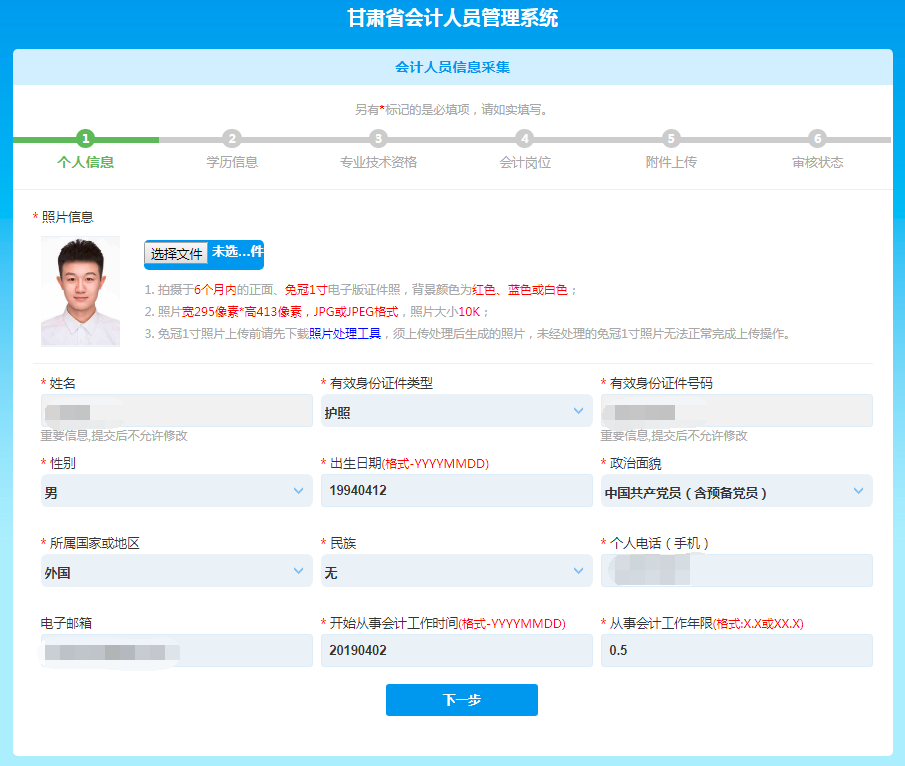 甘肃省会计人员管理系统
会计人员信息采集
另有*标记的是必填项，请如实填写。
1 2 3 4 5 6
个人信息 学历信息 专业技术资格 会计岗位 附件上传 审核状态
* 照片信息
选择文件 未选...件
1. 拍摄于6个月内的正面、免冠1寸电子版证件照，背景颜色为红色、蓝色或白色；
2. 照片宽295像素*高413像素，JPG或JPEG格式，照片大小10K；
3. 免冠1寸照片上传前请先下载照片处理工具，须上传处理后生成的照片，未经处理的免冠1寸照片无法正常完成上传操作。
* 姓名 * 有效身份证件类型 * 有效身份证件号码
护照
重要信息,提交后不允许修改 重要信息,提交后不允许修改
* 性别 * 出生日期(格式-YYYYMMDD) * 政治面貌
男 19940412 中国共产党员（含预备党员）
* 所属国家或地区 * 民族 * 个人电话（手机）
外国 无
电子邮箱 * 开始从事会计工作时间(格式-YYYYMMDD) * 从事会计工作年限(格式:X.X或XX.X)
20190402 0.5
下一步